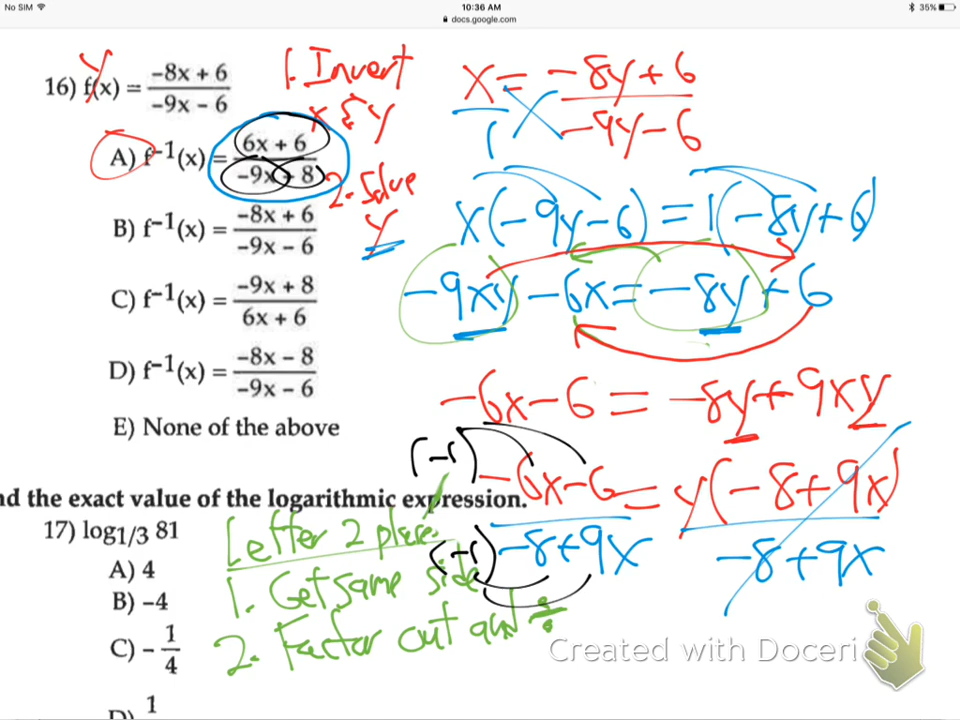 No SIM 10:36 AM 35%
docs.google.com
16) f(x) = -8x + 6 / -9x - 6
y
1. Invert
x & y
2. Solve
y
A) f-1(x) = 6x + 6 / -9x + 8
B) f-1(x) = -8x + 6 / -9x - 6
C) f-1(x) = -9x + 8 / 6x + 6
D) f-1(x) = -8x - 8 / -9x - 6
E) None of the above
x = -8y + 6 / -9y - 6
1
x(-9y - 6) = 1(-8y + 6)
-9xy - 6x = -8y + 6
-6x - 6 = -8y + 9xy
(-1) -6x - 6 = y(-8 + 9x)
(-1) -8 + 9x -8 + 9x
nd the exact value of the logarithmic expression.
17) log1/3 81
A) 4
B) -4
C) - 1/4
D) 1
Letter 2 places
1. Get same side
2. Factor out and ÷
Created with Doceri